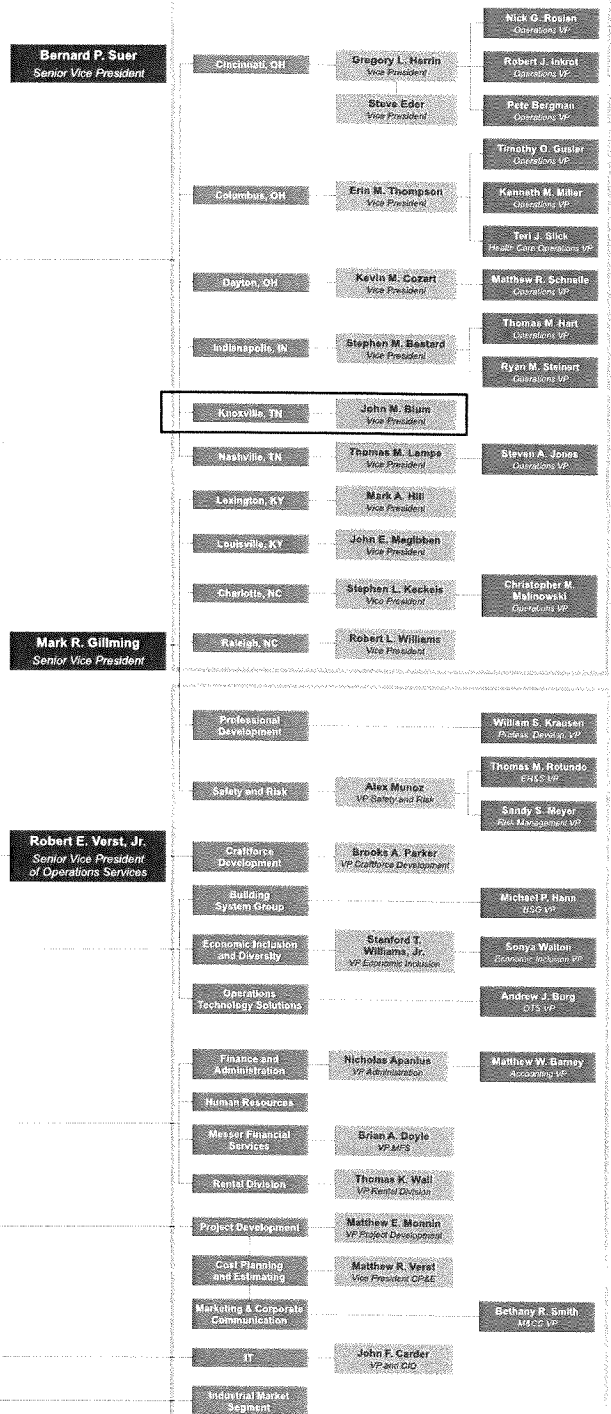 Nick G. Rosian
Operations VP
Bernard P. Suer
Senior Vice President
Cincinnati, OH
Gregory L. Herrin
Vice President
Robert J. Inkrot
Operations VP
Steve Eder
Vice President
Pete Bergman
Operations VP
Timothy O. Gusler
Operations VP
Columbus, OH
Erin M. Thompson
Vice President
Kenneth M. Miller
Operations VP
Teri J. Slick
Health Care Operations VP
Dayton, OH
Kevin M. Cozart
Vice President
Matthew R. Schnelle
Operations VP
Thomas M. Hart
Operations VP
Indianapolis, IN
Stephen M. Bestard
Vice President
Ryan M. Steinert
Operations VP
Knoxville, TN
John M. Blum
Vice President
Nashville, TN
Thomas M. Lampe
Vice President
Steven A. Jones
Operations VP
Lexington, KY
Mark A. Hill
Vice President
Louisville, KY
John E. Megibben
Vice President
Charlotte, NC
Stephen L. Keckeis
Vice President
Christopher M.
Malinowski
Operations VP
Mark R. Gillming
Senior Vice President
Raleigh, NC
Robert L. Williams
Vice President
Professional
Development
William S. Krausen
Profess. Develop. VP
Thomas M. Rotundo
EH&S VP
Safety and Risk
Alex Munoz
VP Safety and Risk
Sandy S. Meyer
Risk Management VP
Robert E. Verst, Jr.
Senior Vice President
of Operations Services
Craftforce
Development
Brooks A. Parker
VP Craftforce Development
Building
System Group
Michael P. Hann
BSG VP
Economic Inclusion
and Diversity
Stanford T.
Williams, Jr.
VP Economic Inclusion
Sonya Walton
Economic Inclusion VP
Operations
Technology Solutions
Andrew J. Burg
OTS VP
Finance and
Administration
Nicholas Apanius
VP Administration
Matthew W. Barney
Accounting VP
Human Resources
Messer Financial
Services
Brian A. Doyle
VP MFS
Rental Division
Thomas K. Wall
VP Rental Division
Project Development
Matthew E. Monnin
VP Project Development
Cost Planning
and Estimating
Matthew R. Verst
Vice President CP&E
Marketing & Corporate
Communication
Bethany R. Smith
M&CC VP
IT
John F. Carder
VP and CIO
Industrial Market
Segment